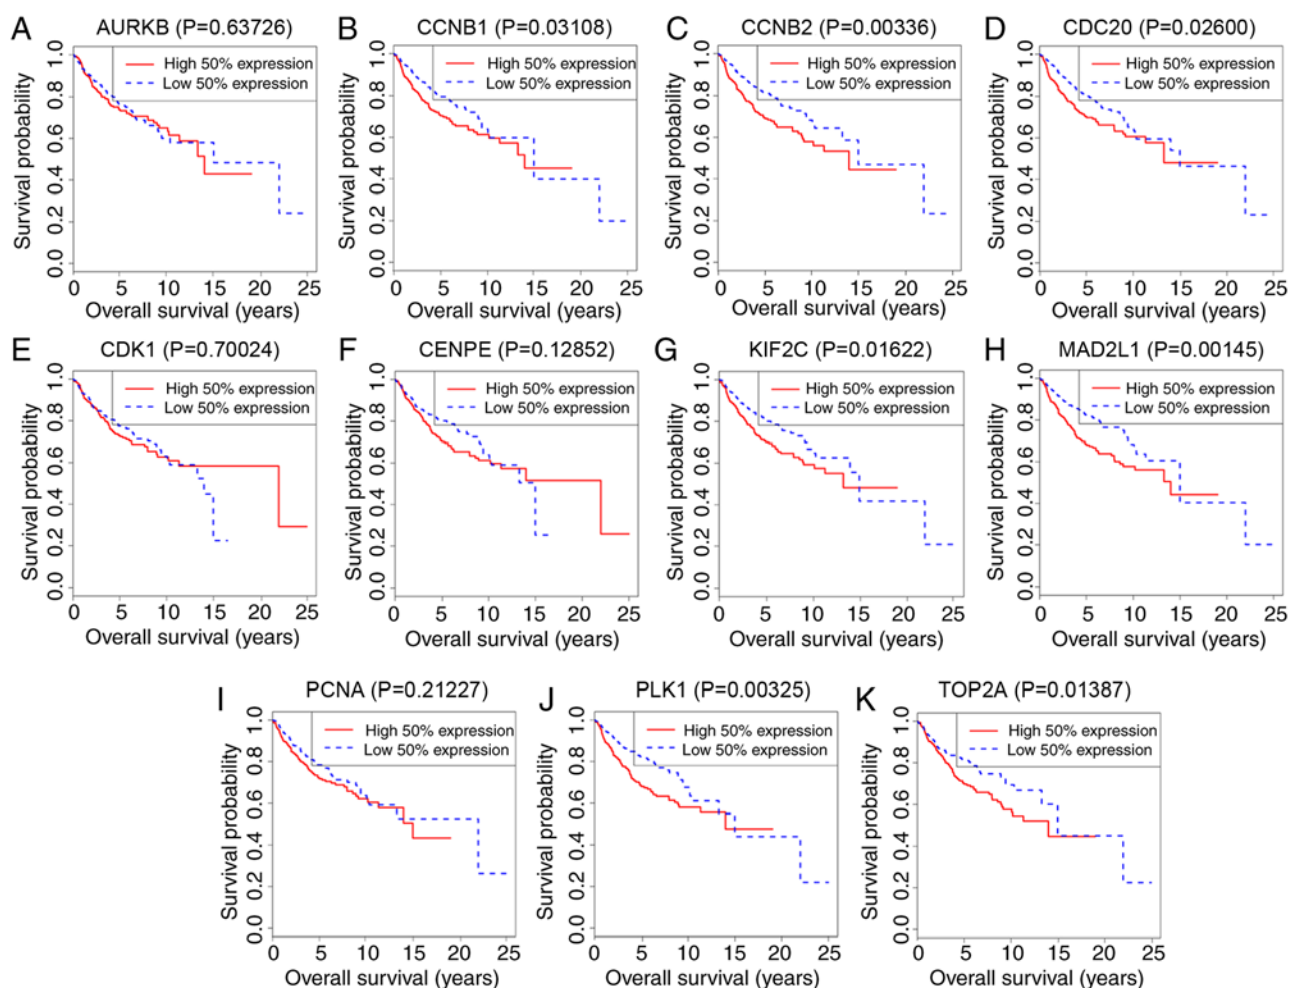 A AURKB (P=0.63726)
High 50% expression
Low 50% expression
Survival probability
0.0 0.2 0.4 0.6 0.8 1.0
0 5 10 15 20 25
Overall survival (years)
B CCNB1 (P=0.03108)
High 50% expression
Low 50% expression
Survival probability
0.0 0.2 0.4 0.6 0.8 1.0
0 5 10 15 20 25
Overall survival (years)
C CCNB2 (P=0.00336)
High 50% expression
Low 50% expression
Survival probability
0.0 0.2 0.4 0.6 0.8 1.0
0 5 10 15 20 25
Overall survival (years)
D CDC20 (P=0.02600)
High 50% expression
Low 50% expression
Survival probability
0.0 0.2 0.4 0.6 0.8 1.0
0 5 10 15 20 25
Overall survival (years)
E CDK1 (P=0.70024)
High 50% expression
Low 50% expression
Survival probability
0.0 0.2 0.4 0.6 0.8 1.0
0 5 10 15 20 25
Overall survival (years)
F CENPE (P=0.12852)
High 50% expression
Low 50% expression
Survival probability
0.0 0.2 0.4 0.6 0.8 1.0
0 5 10 15 20 25
Overall survival (years)
G KIF2C (P=0.01622)
High 50% expression
Low 50% expression
Survival probability
0.0 0.2 0.4 0.6 0.8 1.0
0 5 10 15 20 25
Overall survival (years)
H MAD2L1 (P=0.00145)
High 50% expression
Low 50% expression
Survival probability
0.0 0.2 0.4 0.6 0.8 1.0
0 5 10 15 20 25
Overall survival (years)
I PCNA (P=0.21227)
High 50% expression
Low 50% expression
Survival probability
0.0 0.2 0.4 0.6 0.8 1.0
0 5 10 15 20 25
Overall survival (years)
J PLK1 (P=0.00325)
High 50% expression
Low 50% expression
Survival probability
0.0 0.2 0.4 0.6 0.8 1.0
0 5 10 15 20 25
Overall survival (years)
K TOP2A (P=0.01387)
High 50% expression
Low 50% expression
Survival probability
0.0 0.2 0.4 0.6 0.8 1.0
0 5 10 15 20 25
Overall survival (years)